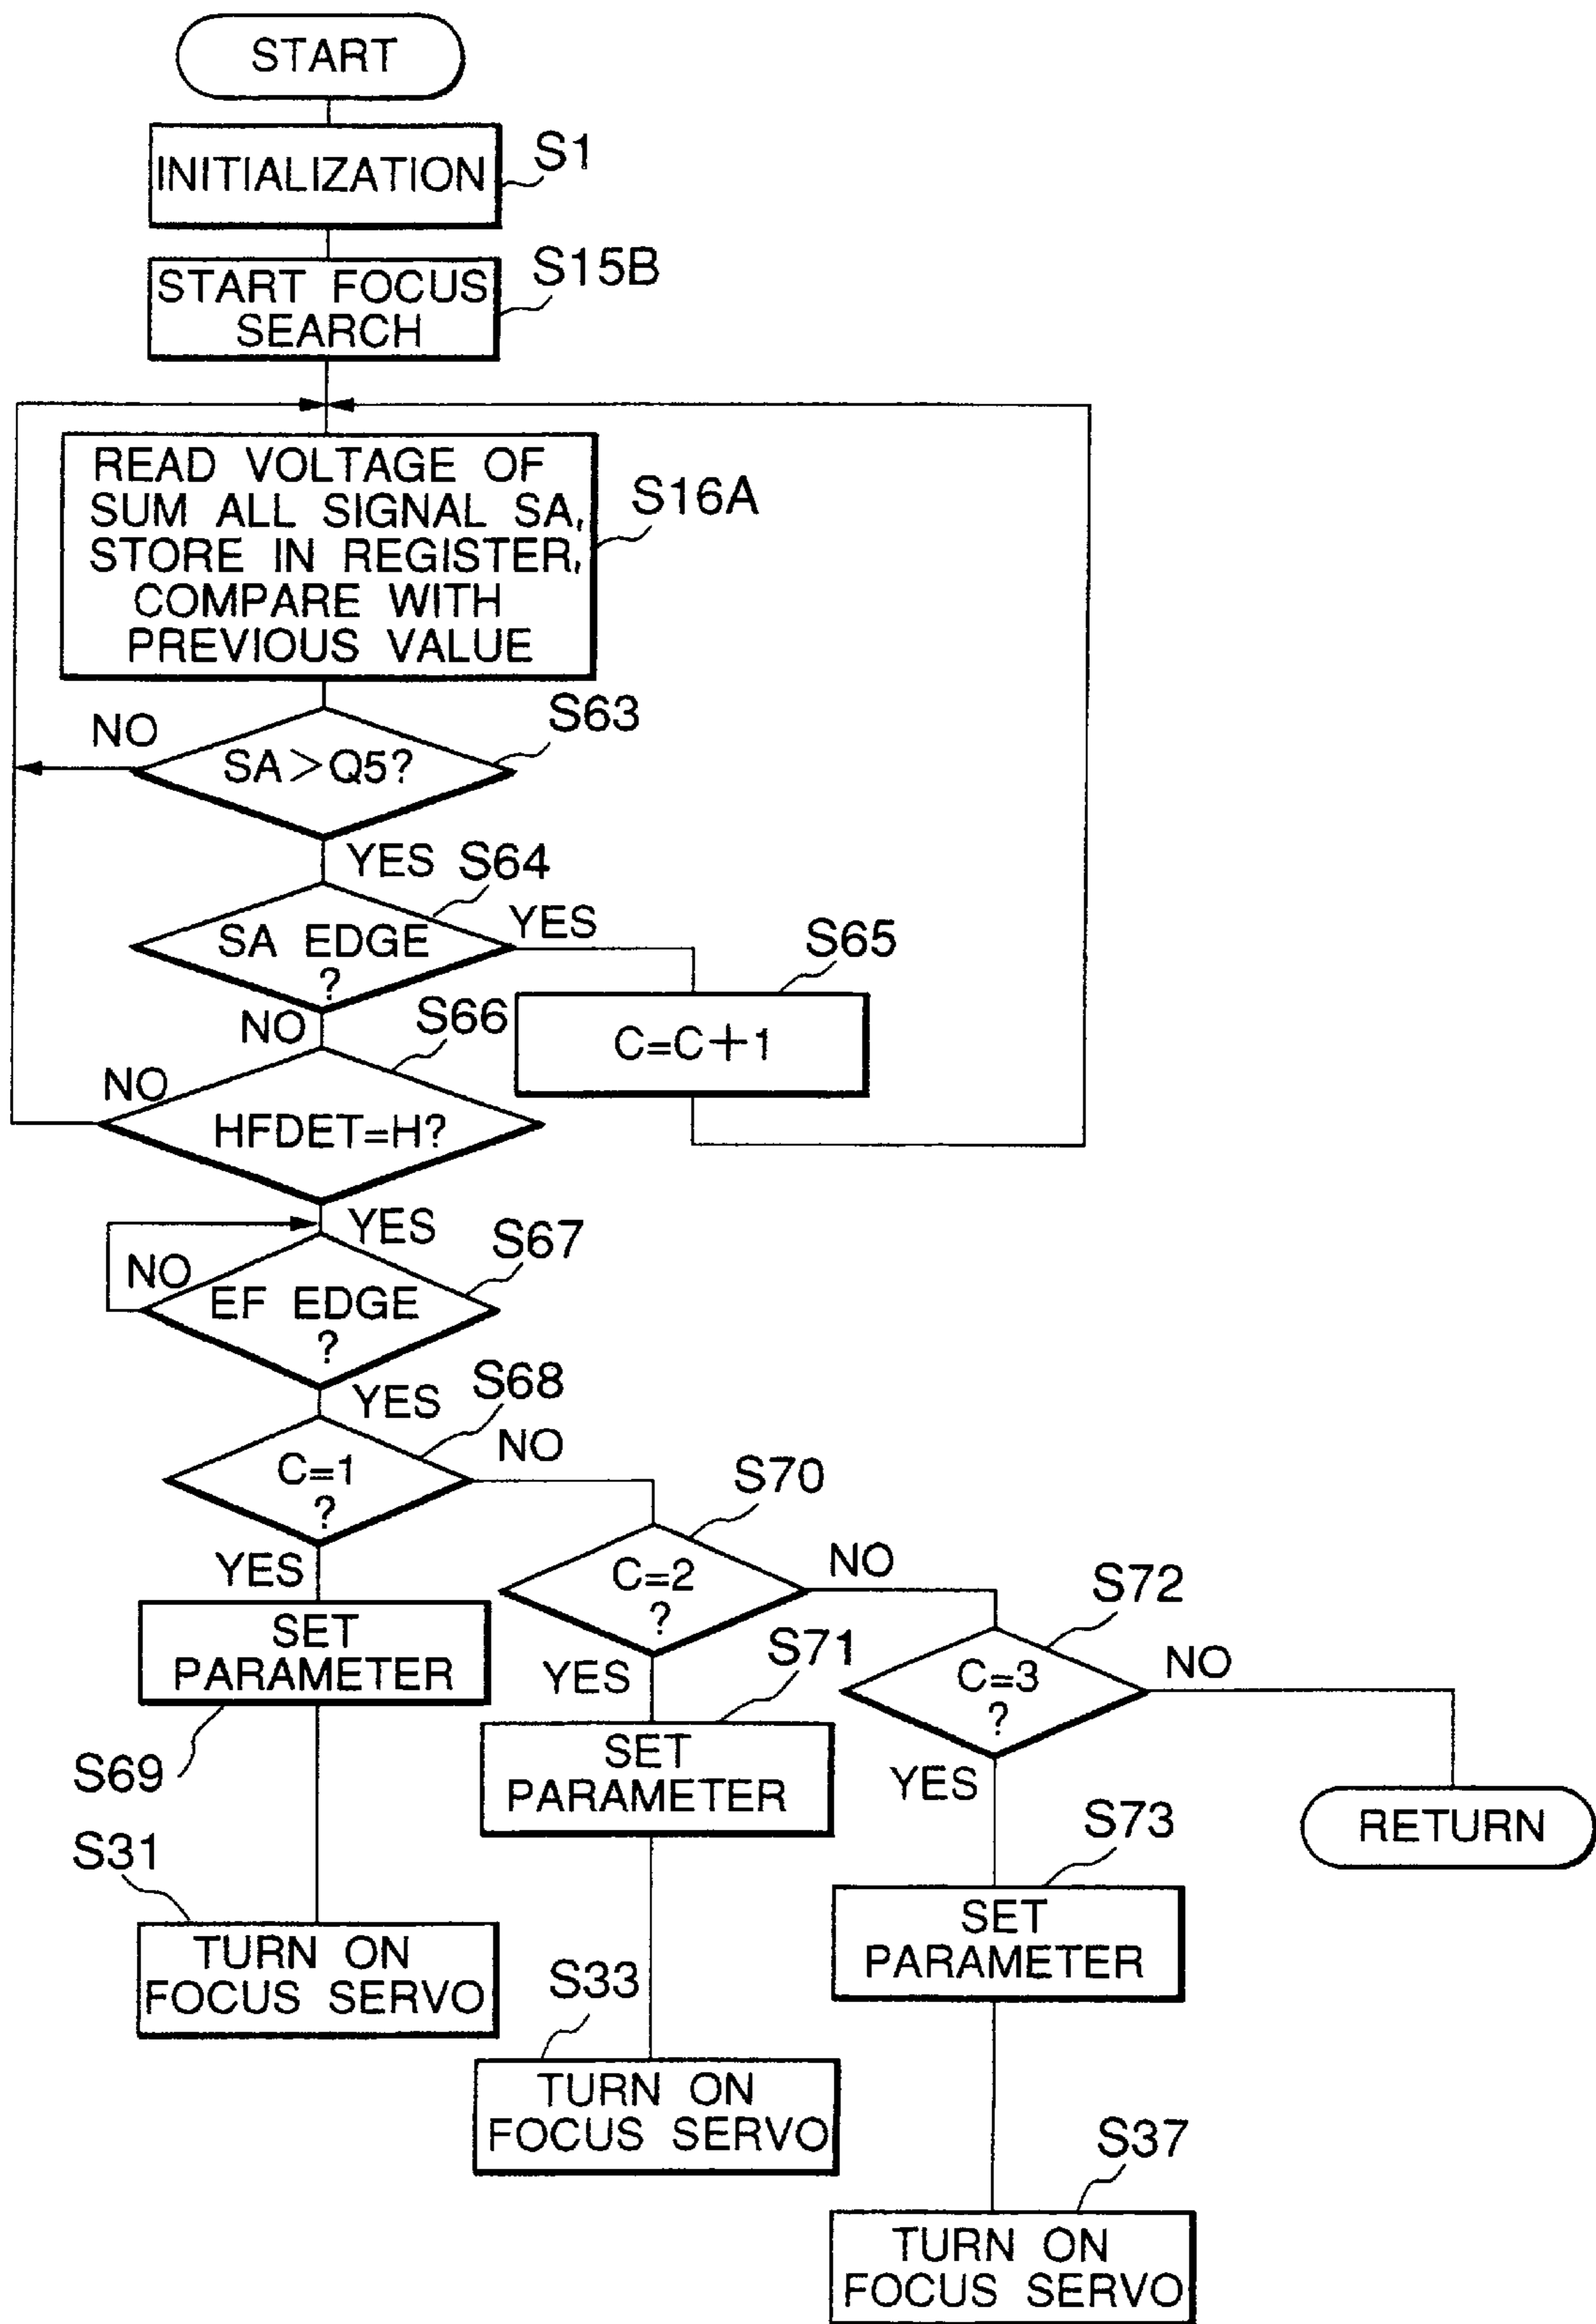 START
INITIALIZATION
S1
START FOCUS
SEARCH
S15B
READ VOLTAGE OF
SUM ALL SIGNAL SA,
STORE IN REGISTER,
COMPARE WITH
PREVIOUS VALUE
S16A
NO
SA>Q5?
S63
YES
S64
SA EDGE
?
YES
S65
C=C+1
NO
S66
NO
HFDET=H?
YES
S67
NO
EF EDGE
?
YES
S68
C=1
?
NO
YES
S70
C=2
?
NO
YES
S72
C=3
?
NO
YES
SET
PARAMETER
S69
S71
SET
PARAMETER
S73
SET
PARAMETER
RETURN
S31
TURN ON
FOCUS SERVO
S33
TURN ON
FOCUS SERVO
S37
TURN ON
FOCUS SERVO